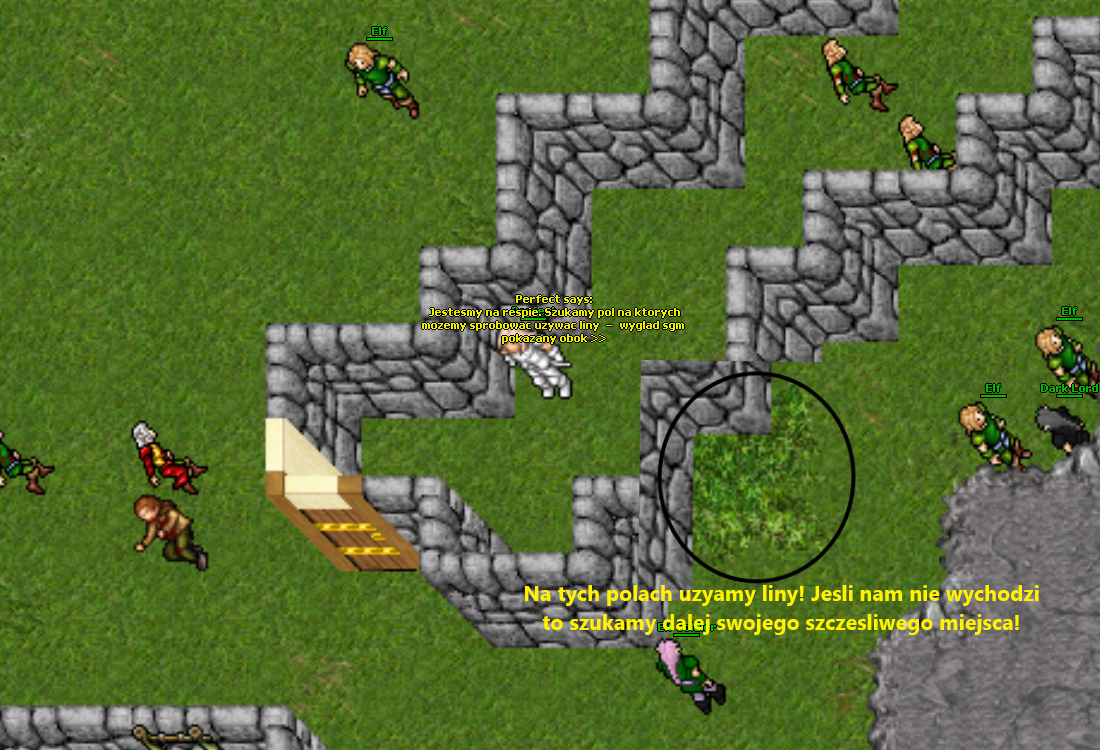 Elf
Elf
Perfect says:
Jestesmy na respie. Szukamy pol na ktorych
mozemy sprobowac uzywac liny - wyglad sqm
pokazany obok >>
Elf
Dark Lord
Na tych polach uzyamy liny! Jesli nam nie wychodzi
to szukamy dalej swojego szczesliwego miejsca!